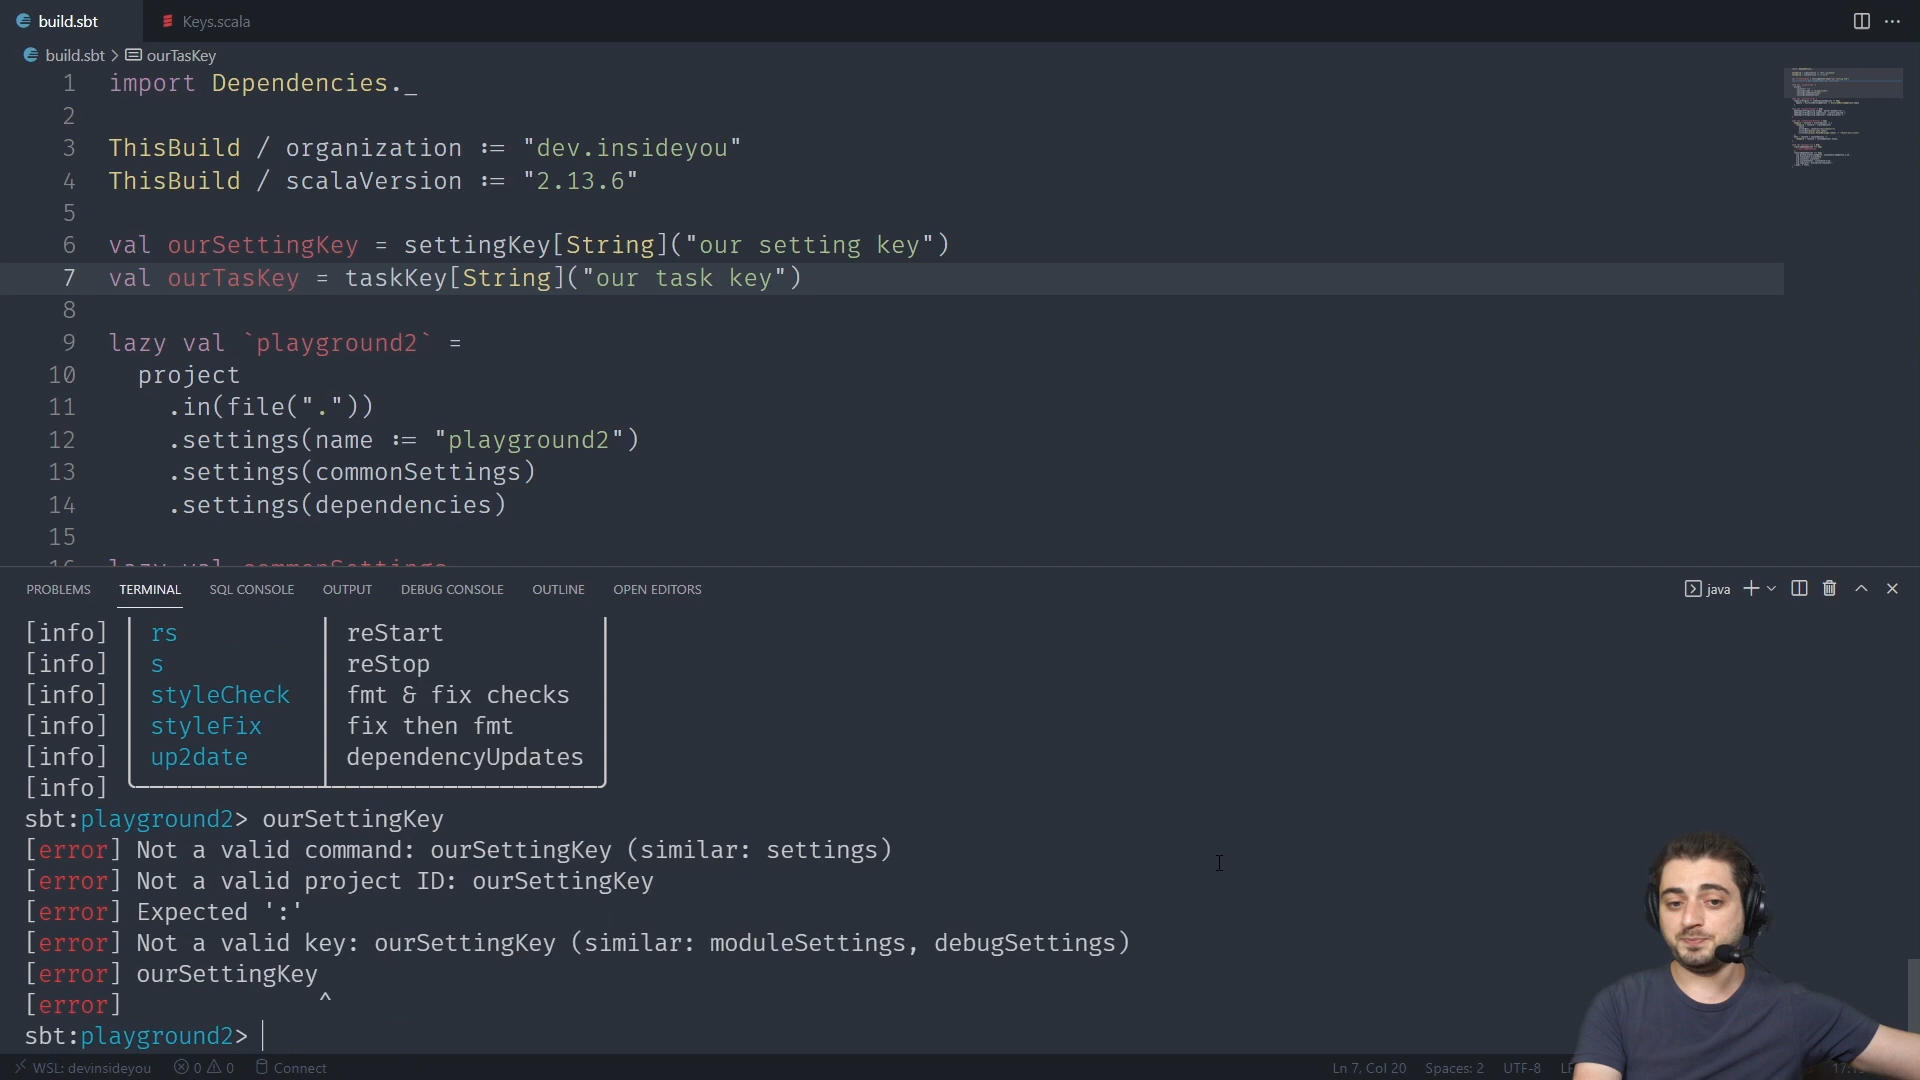 build.sbt
Keys.scala
build.sbt > ourTasKey
1 import Dependencies._
2
3 ThisBuild / organization := "dev.insideyou"
4 ThisBuild / scalaVersion := "2.13.6"
5
6 val ourSettingKey = settingKey[String]("our setting key")
7 val ourTasKey = taskKey[String]("our task key")
8
9 lazy val `playground2` =
10 project
11 .in(file("."))
12 .settings(name := "playground2")
13 .settings(commonSettings)
14 .settings(dependencies)
15
16 lazy val commonSettings
PROBLEMS TERMINAL SQL CONSOLE OUTPUT DEBUG CONSOLE OUTLINE OPEN EDITORS java
[info] rs reStart
[info] s reStop
[info] styleCheck fmt & fix checks
[info] styleFix fix then fmt
[info] up2date dependencyUpdates
[info]
sbt:playground2> ourSettingKey
[error] Not a valid command: ourSettingKey (similar: settings)
[error] Not a valid project ID: ourSettingKey
[error] Expected ':'
[error] Not a valid key: ourSettingKey (similar: moduleSettings, debugSettings)
[error] ourSettingKey
[error] ^
sbt:playground2>
WSL: devinsideyou 0 0 Connect Ln 7, Col 20 Spaces: 2 UTF-8